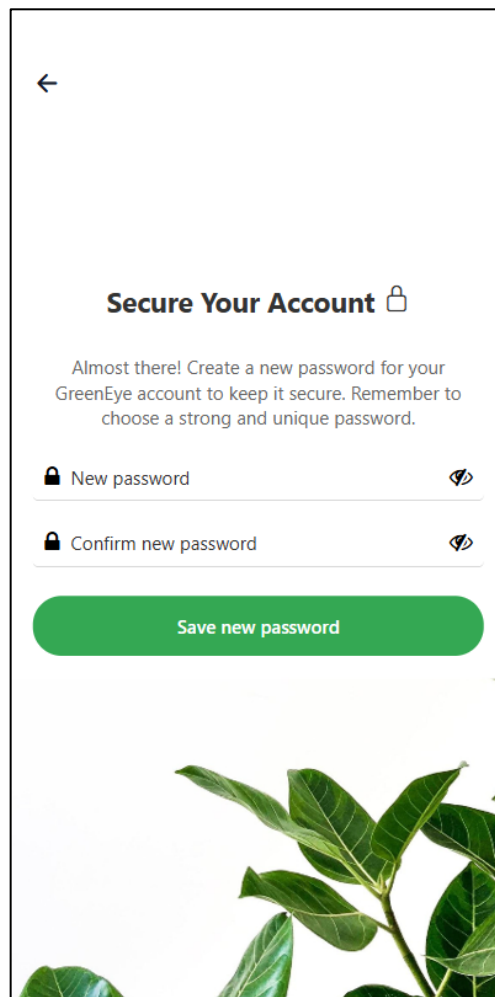 Secure Your Account
Almost there! Create a new password for your
GreenEye account to keep it secure. Remember to
choose a strong and unique password.
New password
Confirm new password
Save new password